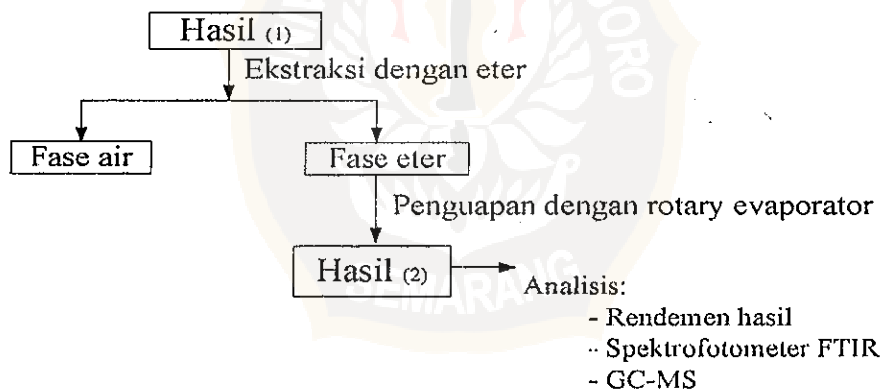 Hasil (1)
Ekstraksi dengan eter
Fase air
Fase eter
Penguapan dengan rotary evaporator
Hasil (2)
Analisis:
- Rendemen hasil
- Spektrofotometer FTIR
- GC-MS
SEMARANG